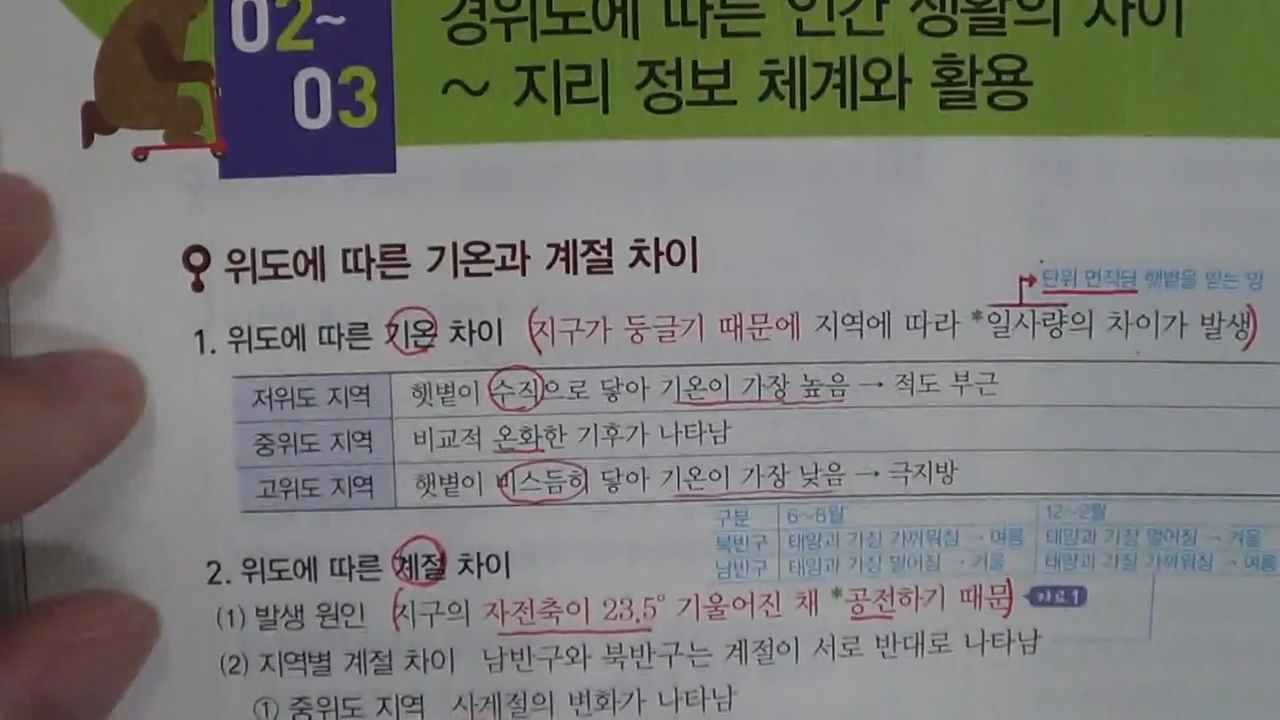 02~
03
경위도에 따른 인간 생활의 차이
~ 지리 정보 체계와 활용
위도에 따른 기온과 계절 차이
단위 면적당 햇볕을 받는 양
1. 위도에 따른 기온 차이 (지구가 둥글기 때문에 지역에 따라 *일사량의 차이가 발생)
저위도 지역 햇볕이 수직으로 닿아 기온이 가장 높음 → 적도 부근
중위도 지역 비교적 온화한 기후가 나타남
고위도 지역 햇볕이 비스듬히 닿아 기온이 가장 낮음 → 극지방
구분 6~8월 12~2월
북반구 태양과 가장 가까워짐 → 여름 태양과 가장 멀어짐 → 겨울
남반구 태양과 가장 멀어짐 → 겨울 태양과 가장 가까워짐 → 여름
2. 위도에 따른 계절 차이
(1) 발생 원인 (지구의 자전축이 23.5° 기울어진 채 *공전하기 때문) 자료1
(2) 지역별 계절 차이 남반구와 북반구는 계절이 서로 반대로 나타남
① 중위도 지역 사계절의 변화가 나타남